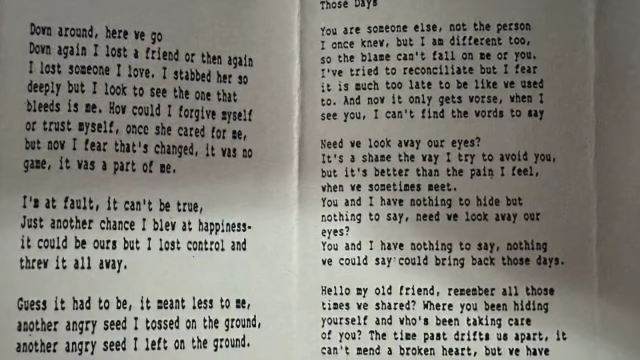 Down around, here we go
Down again I lost a friend or then again
I lost someone I love. I stabbed her so
deeply but I look to see the one that
bleeds is me. How could I forgive myself
or trust myself, once she cared for me,
but now I fear that's changed, it was no
game, it was a part of me.
I'm at fault, it can't be true,
Just another chance I blew at happiness-
it could be ours but I lost control and
threw it all away.
Guess it had to be, it meant less to me,
another angry seed I tossed on the ground,
another angry seed I left on the ground.
Those Days
You are someone else, not the person
I once knew, but I am different too,
so the blame can't fall on me or you.
I've tried to reconciliate but I fear
it is much too late to be like we used
to. And now it only gets worse, when I
see you, I can't find the words to say
Need we look away our eyes?
It's a shame the way I try to avoid you,
but it's better than the pain I feel,
when we sometimes meet.
You and I have nothing to hide but
nothing to say, need we look away our
eyes?
You and I have nothing to say, nothing
we could say could bring back those days.
Hello my old friend, remember all those
times we shared? Where you been hiding
yourself and who's been taking care
of you? The time past drifts us apart, it
can't mend a broken heart, but we have